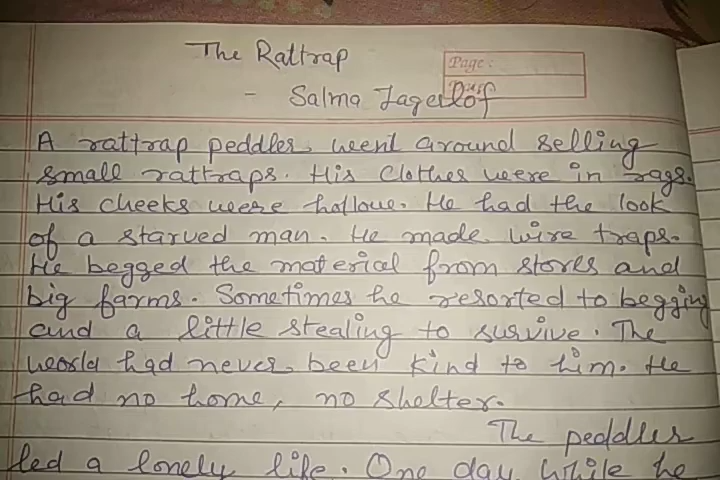 The Rattrap
Page :
- Salma Lagerlof
A rattrap peddler, went around selling
small rattraps. His clothes were in rags.
His cheeks were hollow. He had the look
of a starved man. He made wire traps.
He begged the material from stores and
big farms. Sometimes he resorted to begging
and a little stealing to survive. The
world had never been kind to him. He
had no home, no shelter.
The peddler
led a lonely life. One day, while he